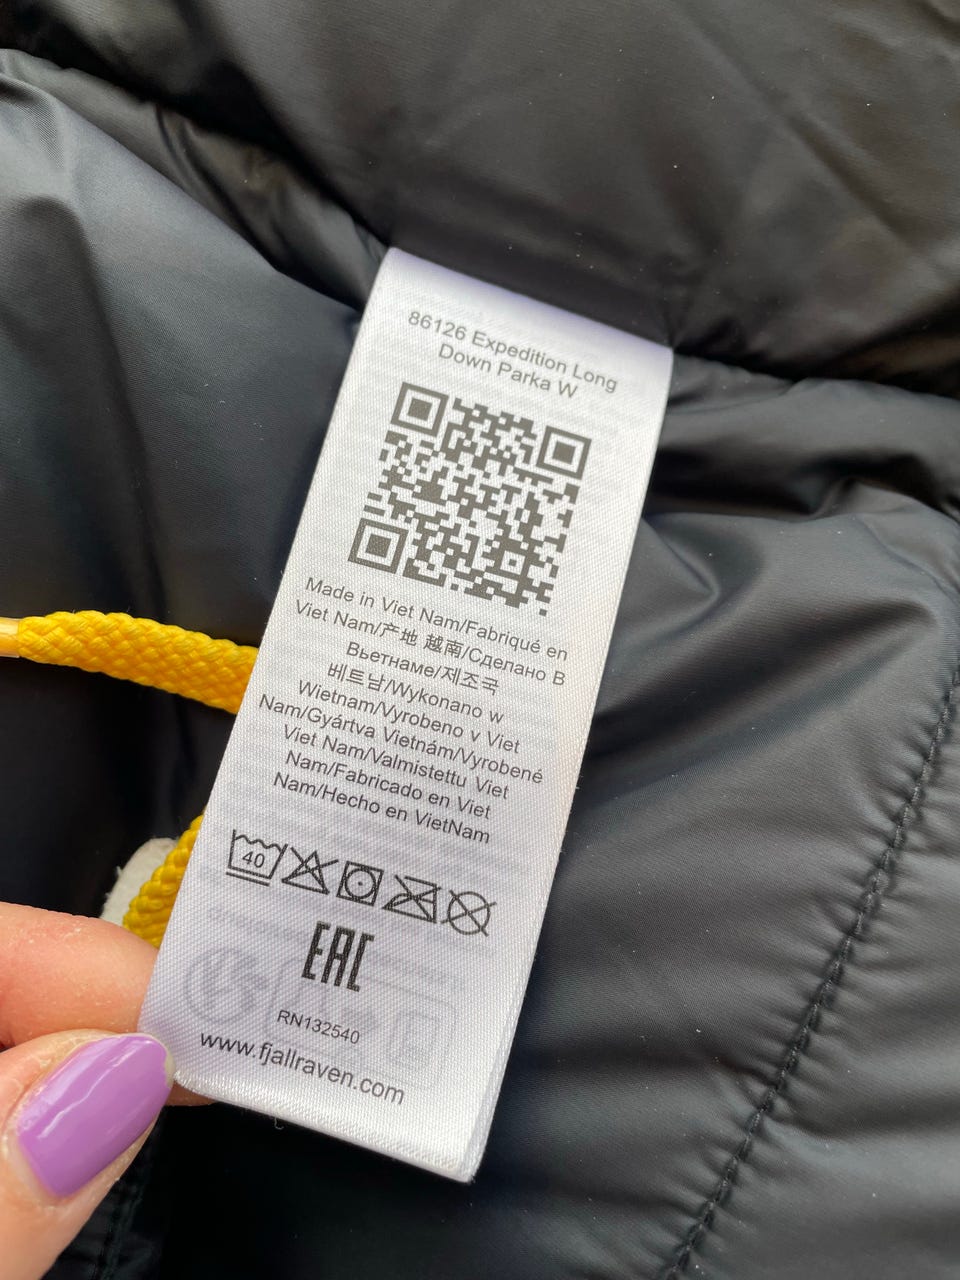 86126 Expedition Long
Down Parka W
Made in Viet Nam/Fabriqué en
Viet Nam/产地 越南/Сделано В
Вьетнаме/제조국
베트남/Wykonano w
Wietnam/Vyrobeno v Viet
Nam/Gyártva Vietnám/Vyrobené
Viet Nam/Valmistettu Viet
Nam/Fabricado en Viet
Nam/Hecho en VietNam
40
EAC
RN132540
www.fjallraven.com